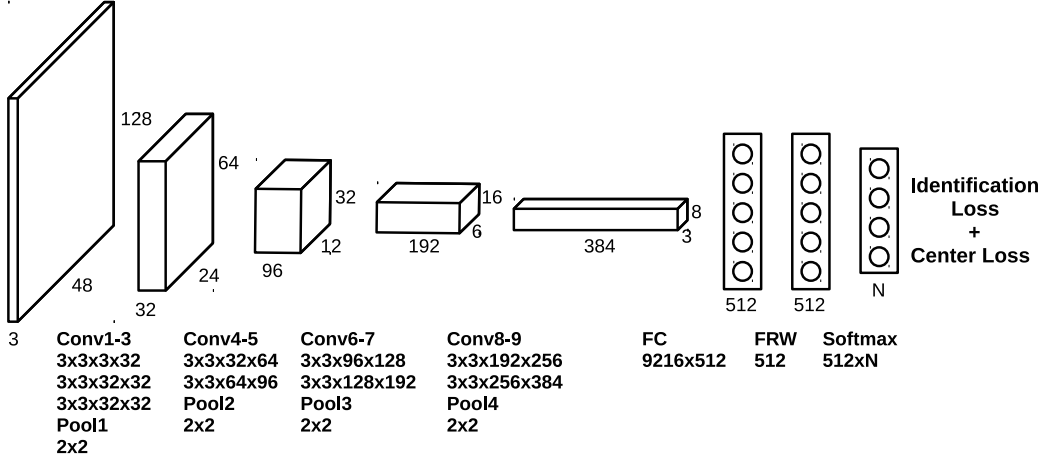 128
48
3
64
24
32
32
12
96
16
6
192
8
3
384
512
512
N
Identification
Loss
+
Center Loss
Conv1-3
3x3x3x32
3x3x32x32
3x3x32x32
Pool1
2x2
Conv4-5
3x3x32x64
3x3x64x96
Pool2
2x2
Conv6-7
3x3x96x128
3x3x128x192
Pool3
2x2
Conv8-9
3x3x192x256
3x3x256x384
Pool4
2x2
FC
9216x512
FRW
512
Softmax
512xN